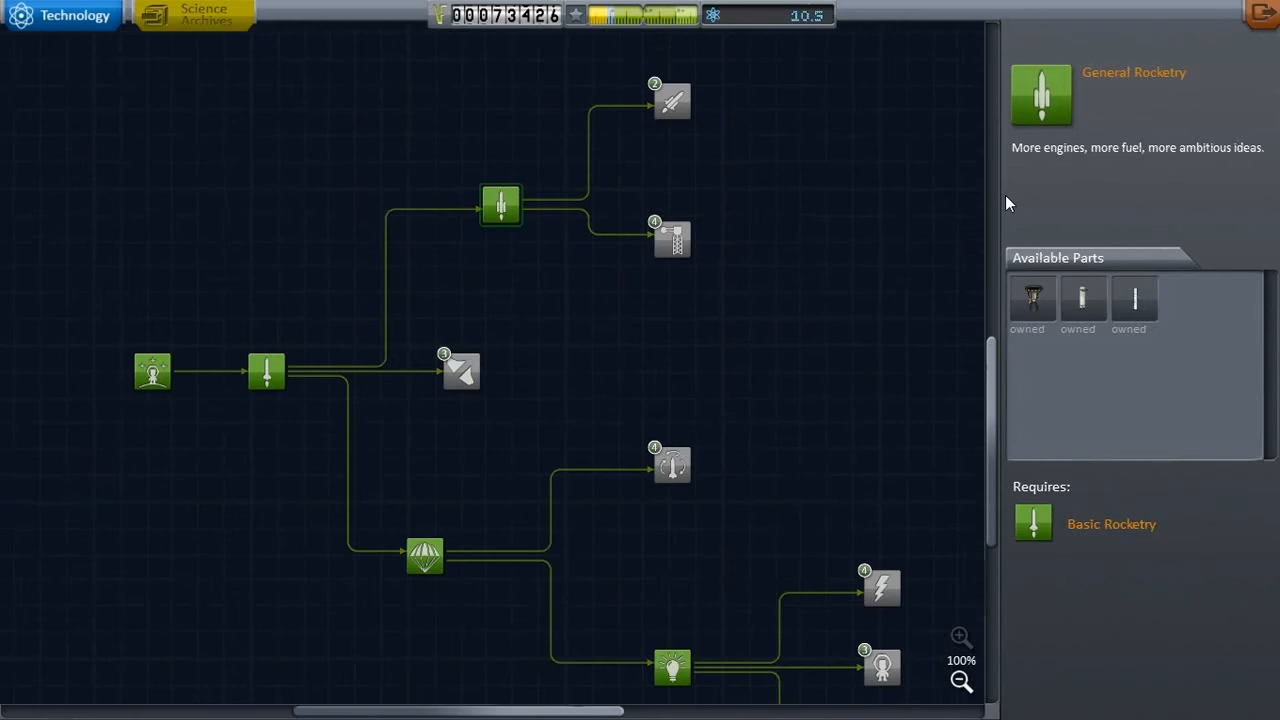 Technology
Science
Archives
00073426
10.5
General Rocketry
More engines, more fuel, more ambitious ideas.
2
4
Available Parts
owned owned owned
3
4
Requires:
Basic Rocketry
4
3
100%